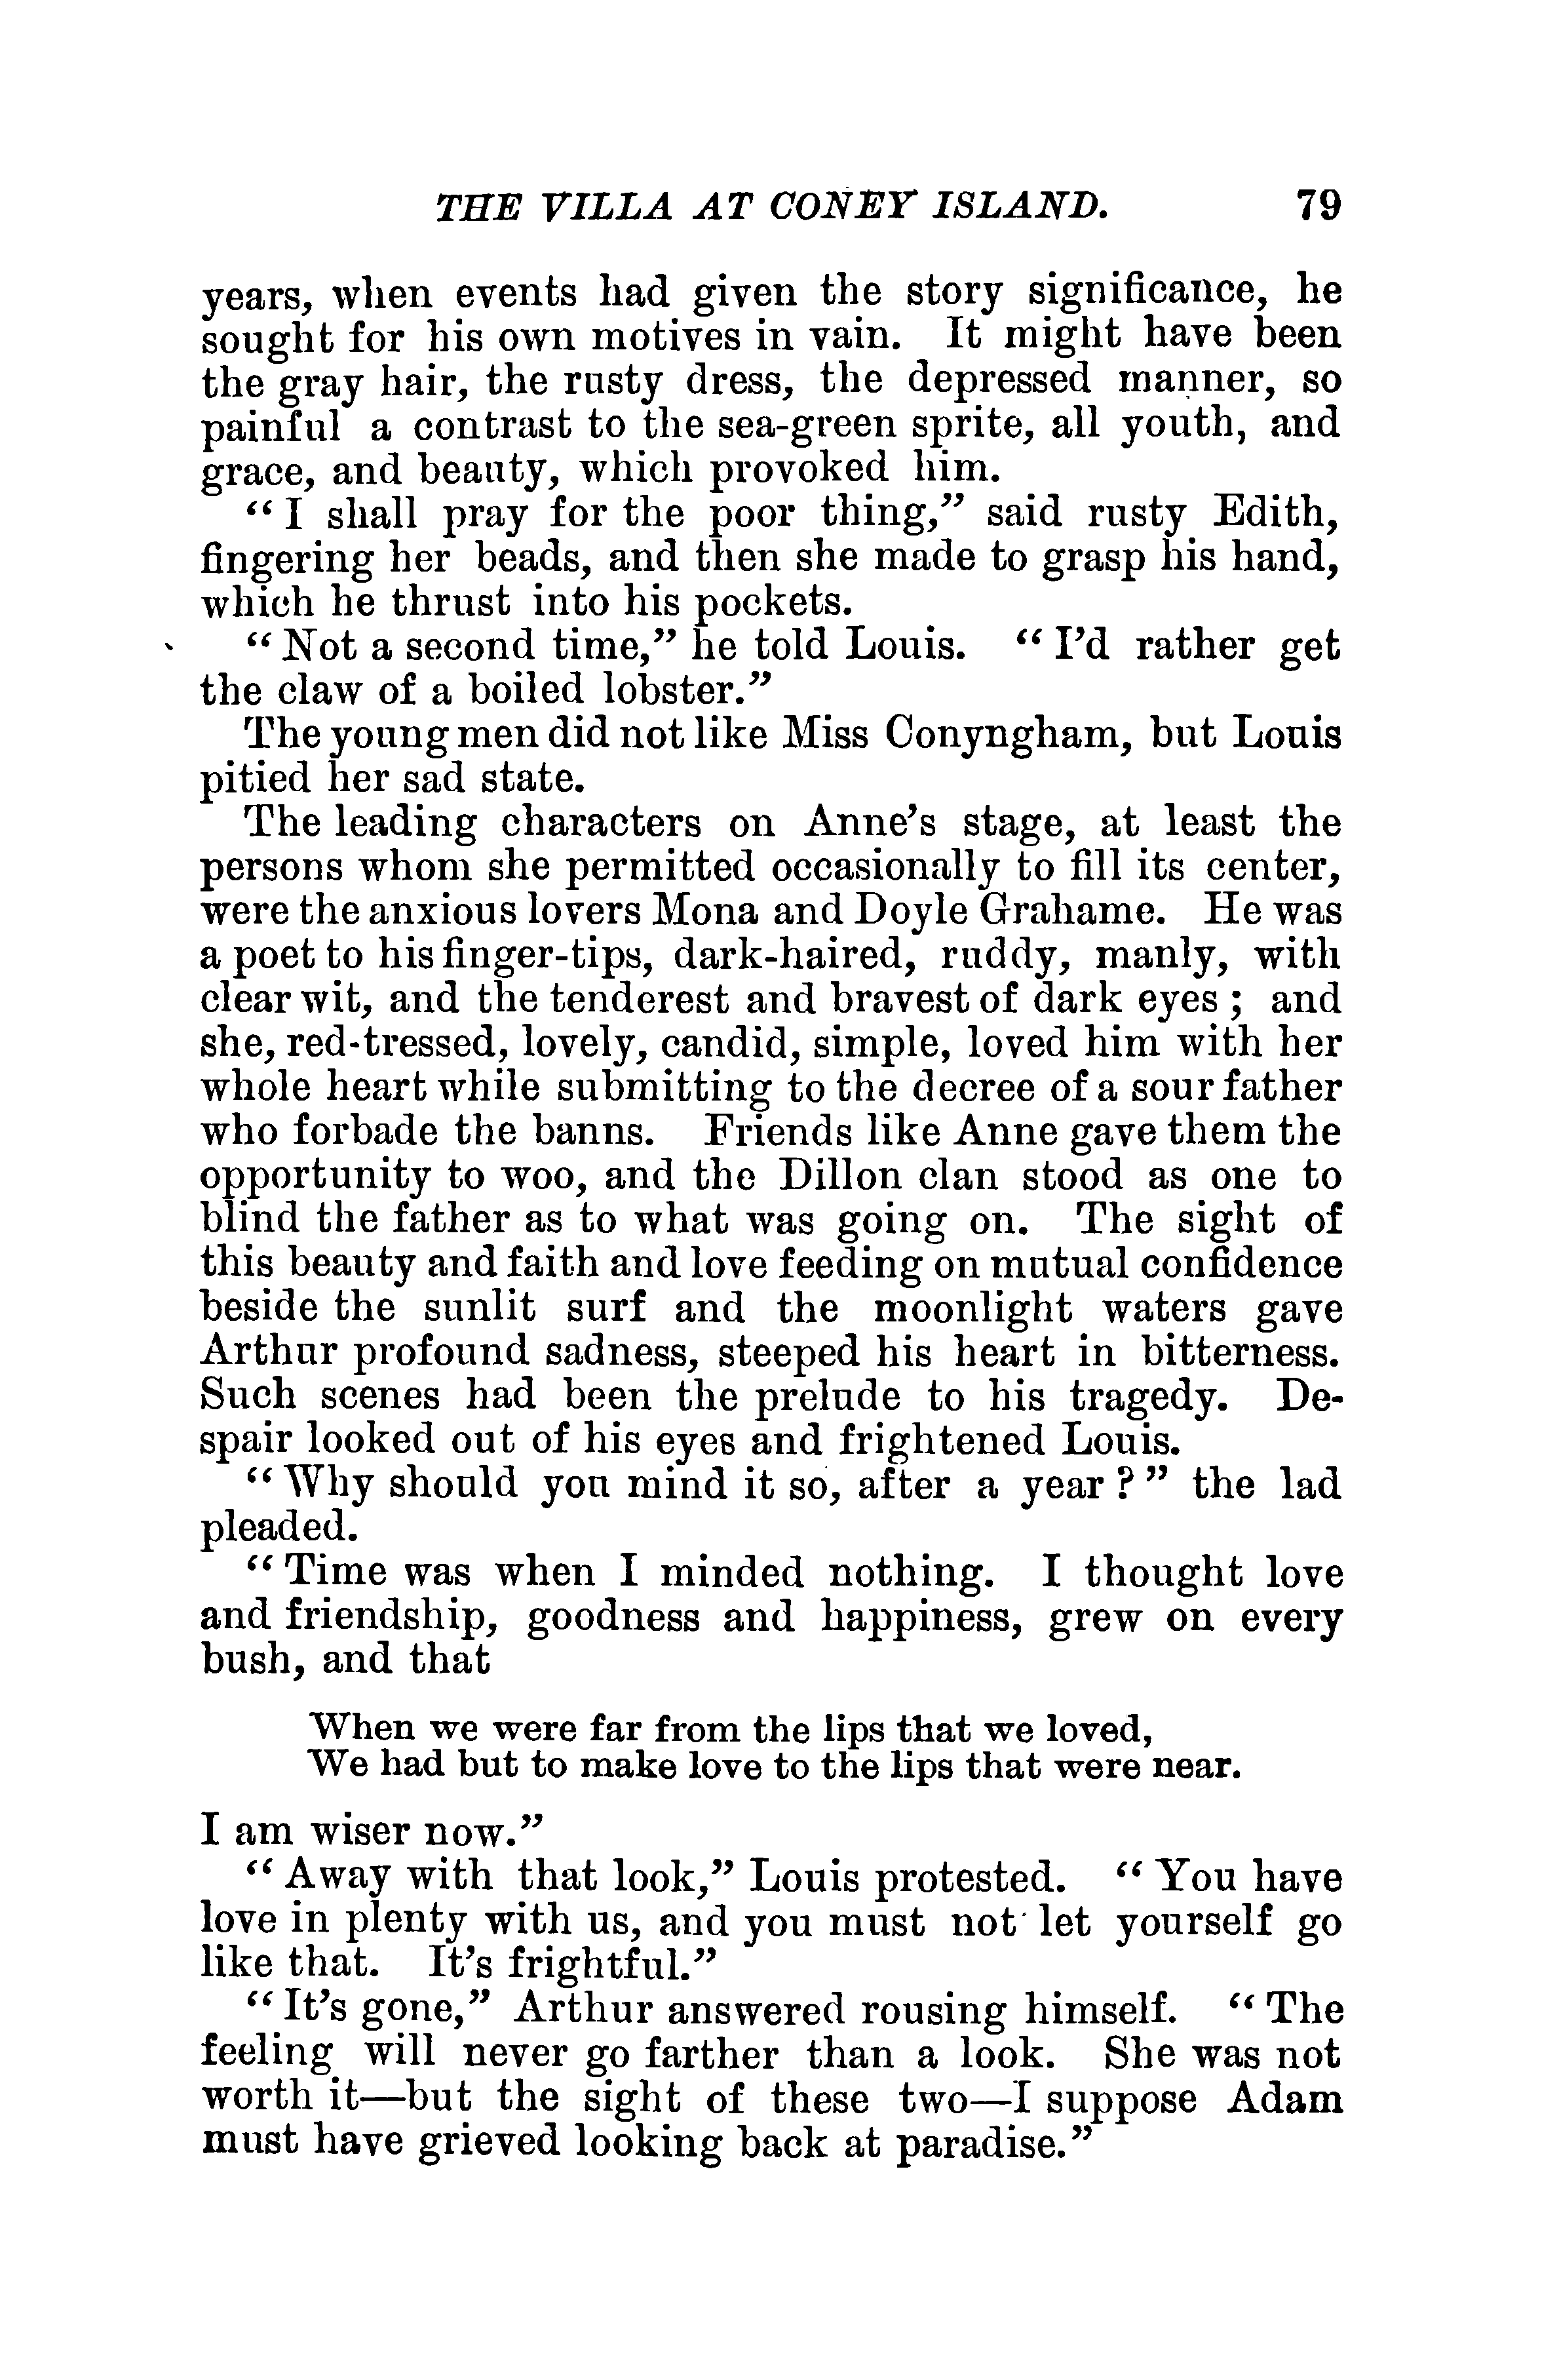 THE VILLA AT CONEY ISLAND. 79
years, when events had given the story significance, he
sought for his own motives in vain. It might have been
the gray hair, the rusty dress, the depressed manner, so
painful a contrast to the sea-green sprite, all youth, and
grace, and beauty, which provoked him.
“I shall pray for the poor thing,” said rusty Edith,
fingering her beads, and then she made to grasp his hand,
which he thrust into his pockets.
“Not a second time,” he told Louis. “I’d rather get
the claw of a boiled lobster.”
The young men did not like Miss Conyngham, but Louis
pitied her sad state.
The leading characters on Anne’s stage, at least the
persons whom she permitted occasionally to fill its center,
were the anxious lovers Mona and Doyle Grahame. He was
a poet to his finger-tips, dark-haired, ruddy, manly, with
clear wit, and the tenderest and bravest of dark eyes; and
she, red-tressed, lovely, candid, simple, loved him with her
whole heart while submitting to the decree of a sour father
who forbade the banns. Friends like Anne gave them the
opportunity to woo, and the Dillon clan stood as one to
blind the father as to what was going on. The sight of
this beauty and faith and love feeding on mutual confidence
beside the sunlit surf and the moonlight waters gave
Arthur profound sadness, steeped his heart in bitterness.
Such scenes had been the prelude to his tragedy. De-
spair looked out of his eyes and frightened Louis.
“Why should you mind it so, after a year?” the lad
pleaded.
“Time was when I minded nothing. I thought love
and friendship, goodness and happiness, grew on every
bush, and that
When we were far from the lips that we loved,
We had but to make love to the lips that were near.
I am wiser now.”
“Away with that look,” Louis protested. “You have
love in plenty with us, and you must not let yourself go
like that. It’s frightful.”
“It’s gone,” Arthur answered rousing himself. “The
feeling will never go farther than a look. She was not
worth it—but the sight of these two—I suppose Adam
must have grieved looking back at paradise.”